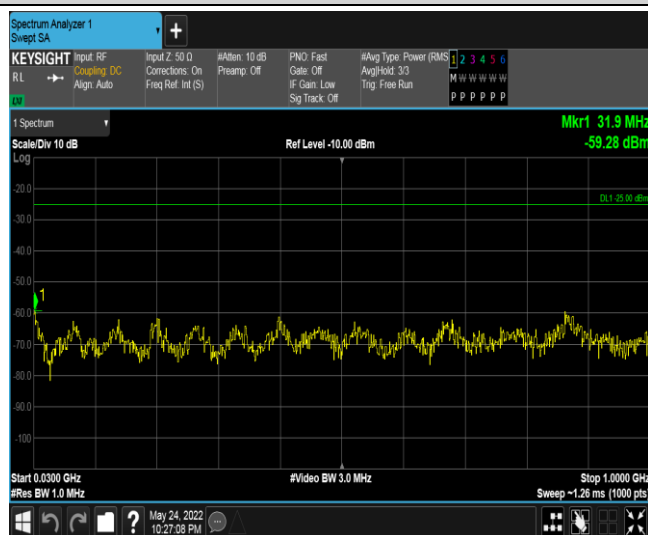 Spectrum Analyzer 1
Swept SA
+
KEYSIGHT Input: RF Input Z: 50 Ω #Atten: 10 dB PNO: Fast #Avg Type: Power (RMS 1 2 3 4 5 6
RL Coupling: DC Corrections: On Preamp: Off Gate: Off Avg|Hold: 3/3 M W W W W W
Align: Auto Freq Ref: Int (S) IF Gain: Low Trig: Free Run
Sig Track: Off P P P P P P
LXI
1 Spectrum Mkr1 31.9 MHz
Scale/Div 10 dB Ref Level -10.00 dBm -59.28 dBm
Log
-20.0
DL1 -25.00 dBm
-30.0
-40.0
-50.0
1
-60.0
-70.0
-80.0
-90.0
-100
Start 0.0300 GHz #Video BW 3.0 MHz Stop 1.0000 GHz
#Res BW 1.0 MHz Sweep ~1.26 ms (1000 pts)
? May 24, 2022
10:27:08 PM